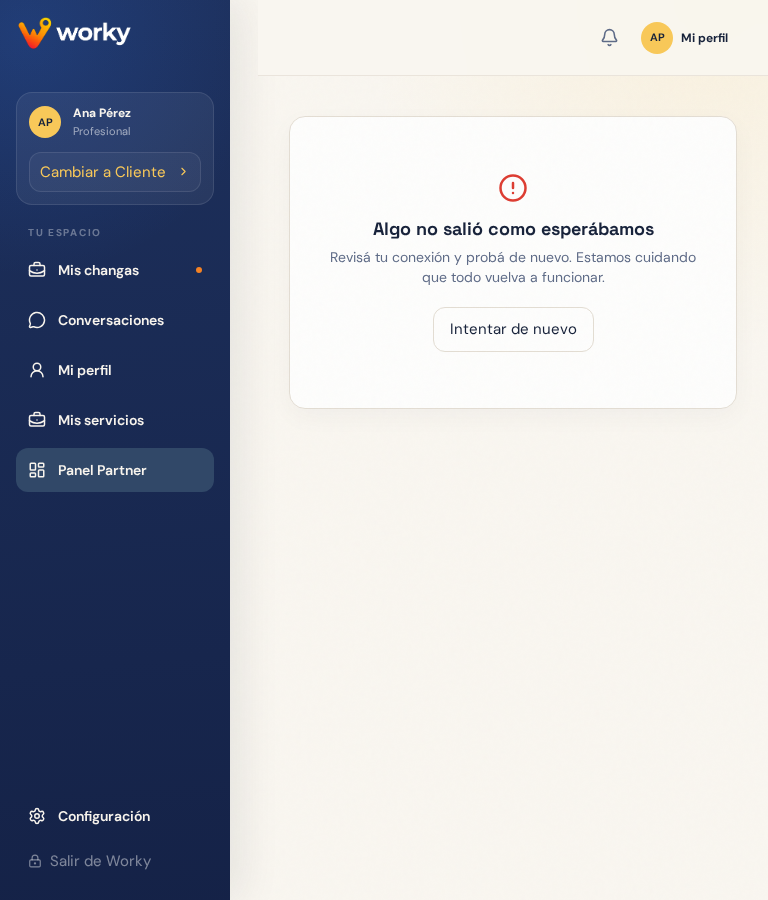 worky
AP
Mi perfil
AP
Ana Pérez
Profesional
Cambiar a Cliente
TU ESPACIO
Mis changas
Conversaciones
Mi perfil
Mis servicios
Panel Partner
Configuración
Salir de Worky
Algo no salió como esperábamos
Revisá tu conexión y probá de nuevo. Estamos cuidando
que todo vuelva a funcionar.
Intentar de nuevo